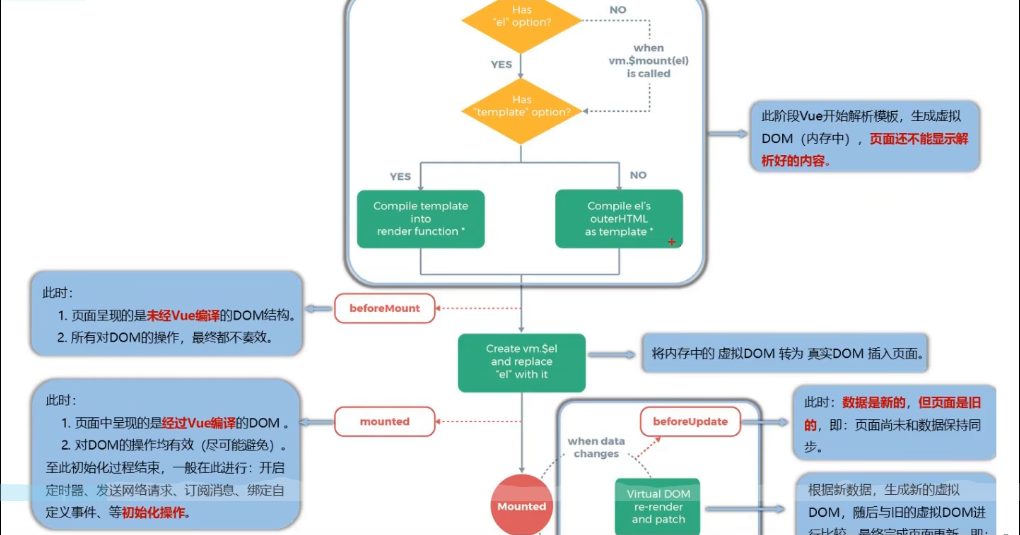 Has
"el" option?
NO
when
vm.$mount(el)
is called
YES
Has
"template" option?
此阶段Vue开始解析模板，生成虚拟
DOM（内存中），页面还不能显示解
析好的内容。
YES
NO
Compile template
into
render function *
Compile el's
outerHTML
as template *
此时：
1. 页面呈现的是未经Vue编译的DOM结构。
2. 所有对DOM的操作，最终都不奏效。
beforeMount
Create vm.$el
and replace
"el" with it
将内存中的 虚拟DOM 转为 真实DOM 插入页面。
此时：
1. 页面中呈现的是经过Vue编译的DOM 。
2. 对DOM的操作均有效（尽可能避免）。
至此初始化过程结束，一般在此进行：开启
定时器、发送网络请求、订阅消息、绑定自
定义事件、等初始化操作。
mounted
Mounted
when data
changes
beforeUpdate
此时：数据是新的，但页面是旧
的，即：页面尚未和数据保持同
步。
Virtual DOM
re-render
and patch
根据新数据，生成新的虚拟
DOM，随后与旧的虚拟DOM进
行比较，最终完成页面更新，即：